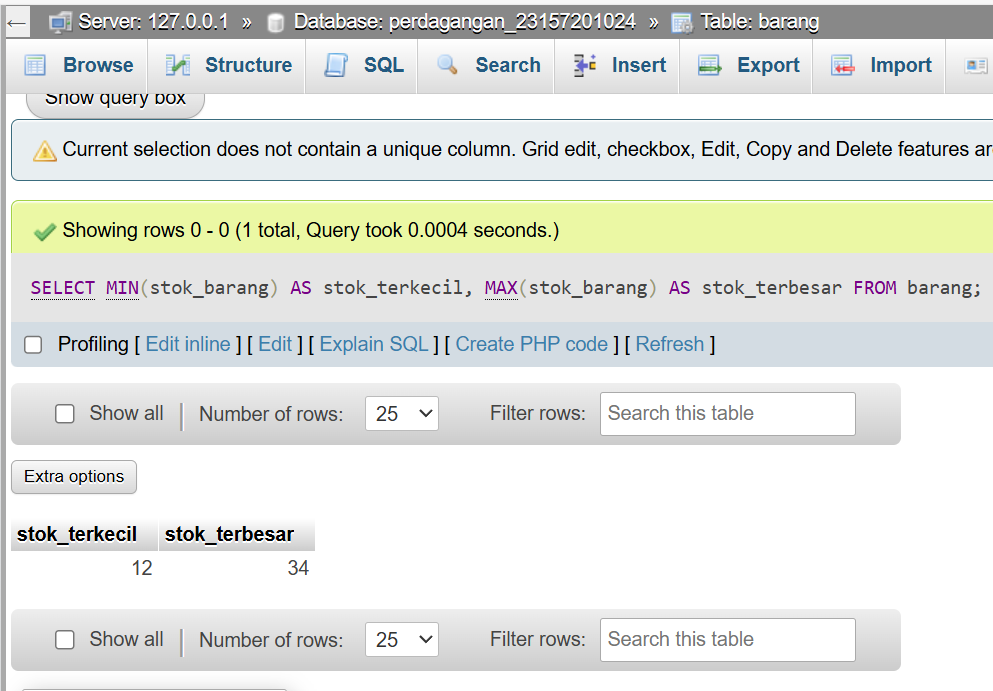 ← Server: 127.0.0.1 » Database: perdagangan_23157201024 » Table: barang
Browse Structure SQL Search Insert Export Import
Show query box
Current selection does not contain a unique column. Grid edit, checkbox, Edit, Copy and Delete features
Showing rows 0 - 0 (1 total, Query took 0.0004 seconds.)
SELECT MIN(stok_barang) AS stok_terkecil, MAX(stok_barang) AS stok_terbesar FROM barang;
Profiling [ Edit inline ] [ Edit ] [ Explain SQL ] [ Create PHP code ] [ Refresh ]
Show all | Number of rows: 25 Filter rows: Search this table
Extra options
stok_terkecil stok_terbesar
12 34
Show all | Number of rows: 25 Filter rows: Search this table